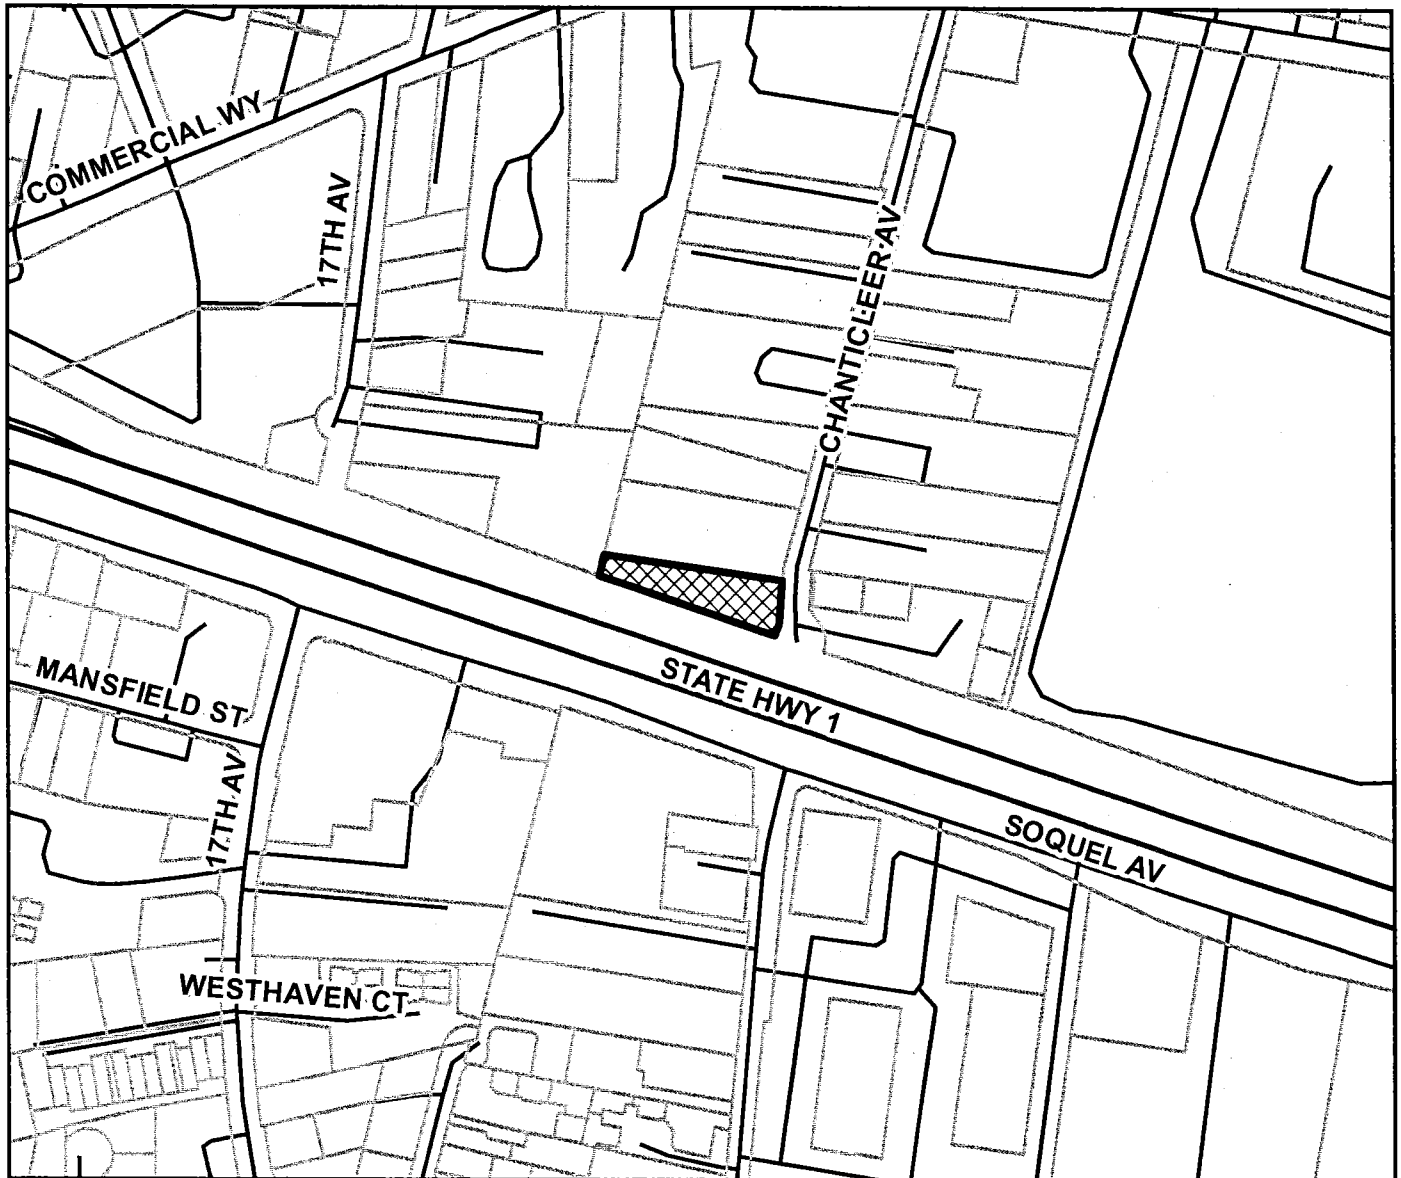 COMMERCIAL WY
17TH AV
CHANTICLEER AV
STATE HWY 1
MANSFIELD ST
17TH AV
SOQUEL AV
WESTHAVEN CT